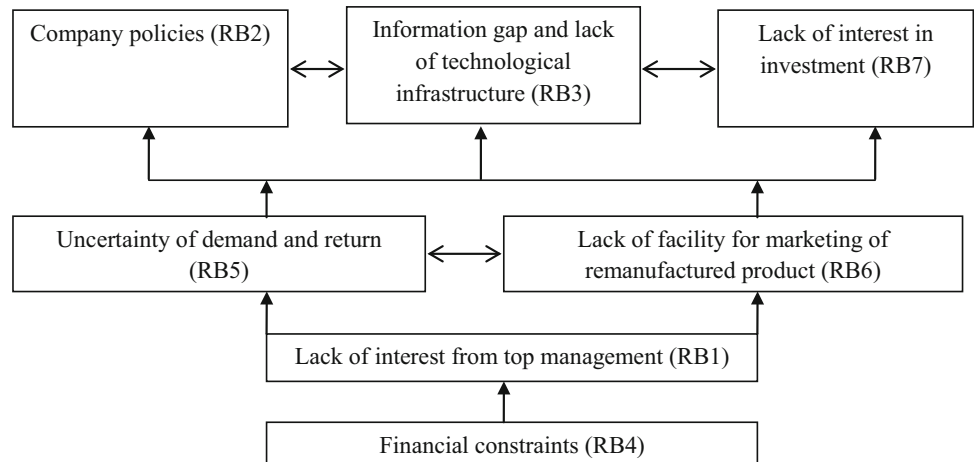 Company policies (RB2)
Information gap and lack
of technological
infrastructure (RB3)
Lack of interest in
investment (RB7)
Uncertainty of demand and return
(RB5)
Lack of facility for marketing of
remanufactured product (RB6)
Lack of interest from top management (RB1)
Financial constraints (RB4)